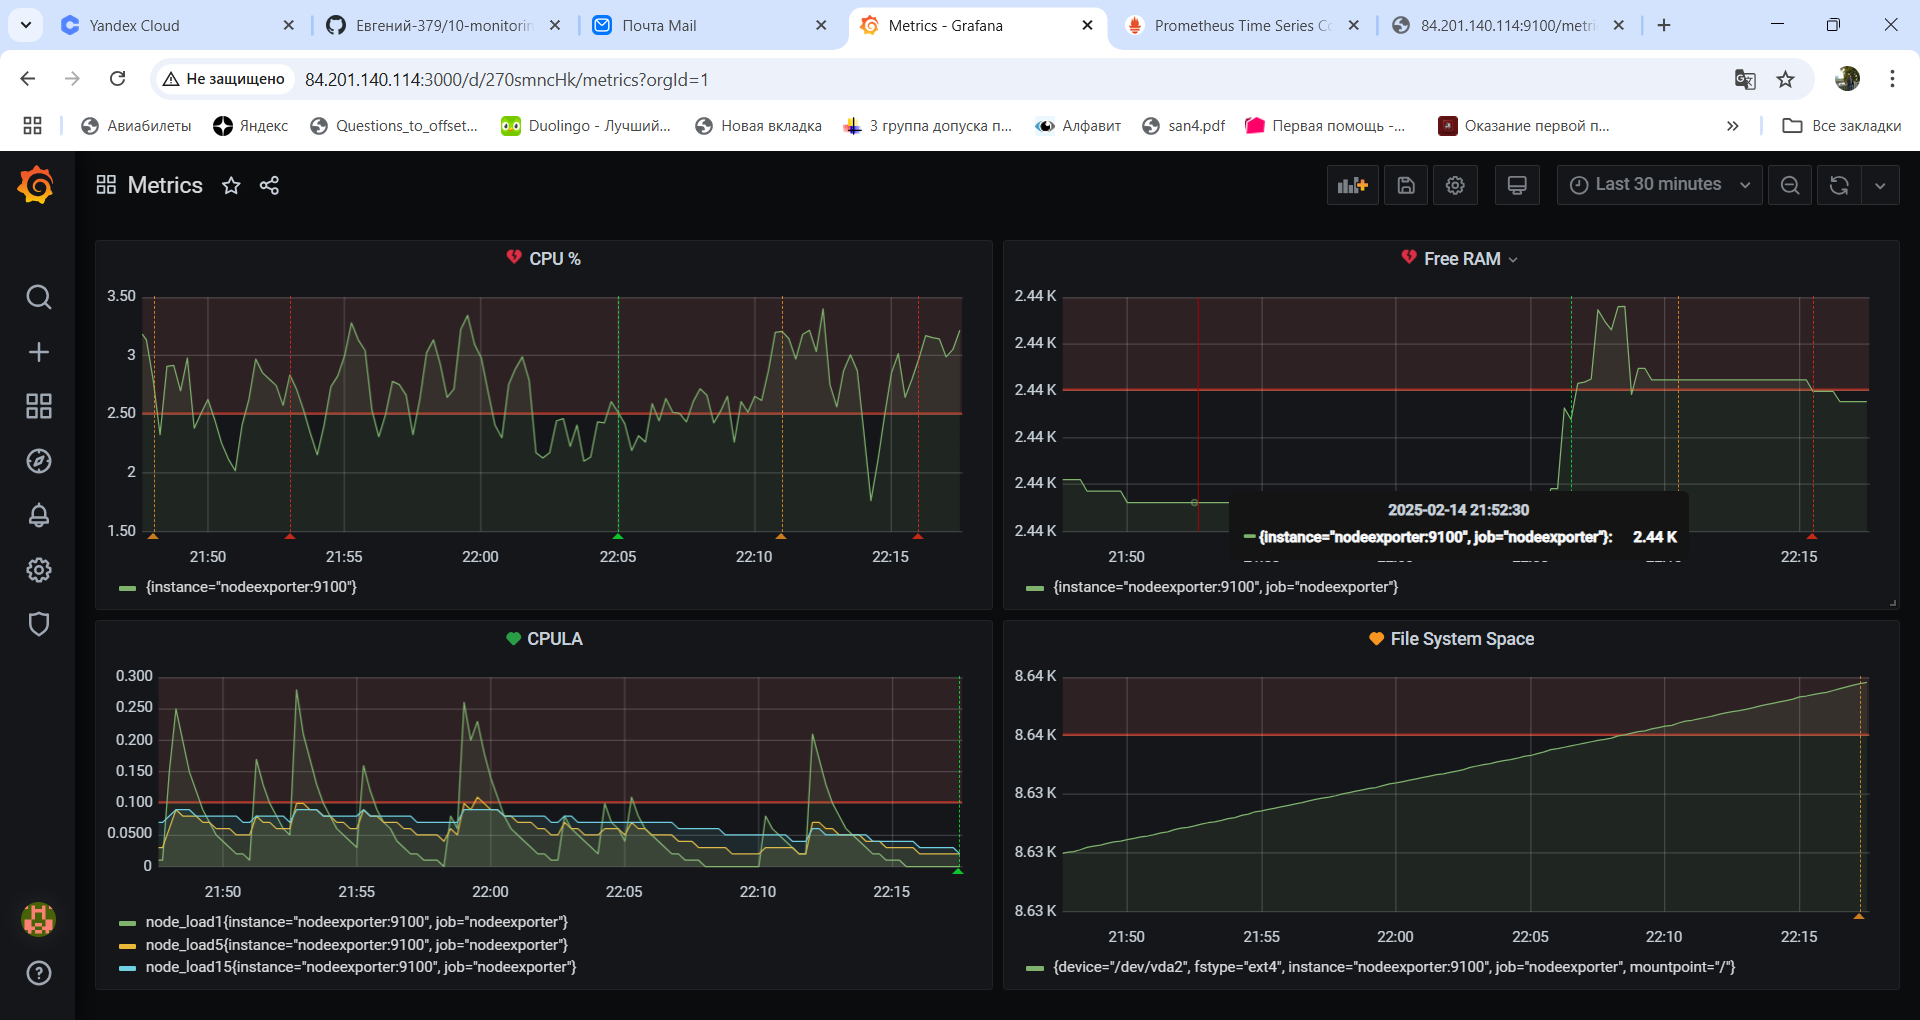 Yandex Cloud
Евгений-379/10-monitorin
Почта Mail
Metrics - Grafana
Prometheus Time Series Co
84.201.140.114:9100/metri
Не защищено
84.201.140.114:3000/d/270smncHk/metrics?orgId=1
Авиабилеты
Яндекс
Questions_to_offset...
Duolingo - Лучший...
Новая вкладка
3 группа допуска п...
Алфавит
san4.pdf
Первая помощь -...
Оказание первой п...
Все закладки
Metrics
Last 30 minutes
CPU %
3.50
3
2.50
2
1.50
21:50
21:55
22:00
22:05
22:10
22:15
{instance="nodeexporter:9100"}
Free RAM
2.44 K
2.44 K
2.44 K
2.44 K
2.44 K
2.44 K
2025-02-14 21:52:30
{instance="nodeexporter:9100", job="nodeexporter"}: 2.44 K
21:50
22:15
{instance="nodeexporter:9100", job="nodeexporter"}
CPULA
0.300
0.250
0.200
0.150
0.100
0.0500
0
21:50
21:55
22:00
22:05
22:10
22:15
node_load1{instance="nodeexporter:9100", job="nodeexporter"}
node_load5{instance="nodeexporter:9100", job="nodeexporter"}
node_load15{instance="nodeexporter:9100", job="nodeexporter"}
File System Space
8.64 K
8.64 K
8.63 K
8.63 K
8.63 K
21:50
21:55
22:00
22:05
22:10
22:15
{device="/dev/vda2", fstype="ext4", instance="nodeexporter:9100", job="nodeexporter", mountpoint="/"}